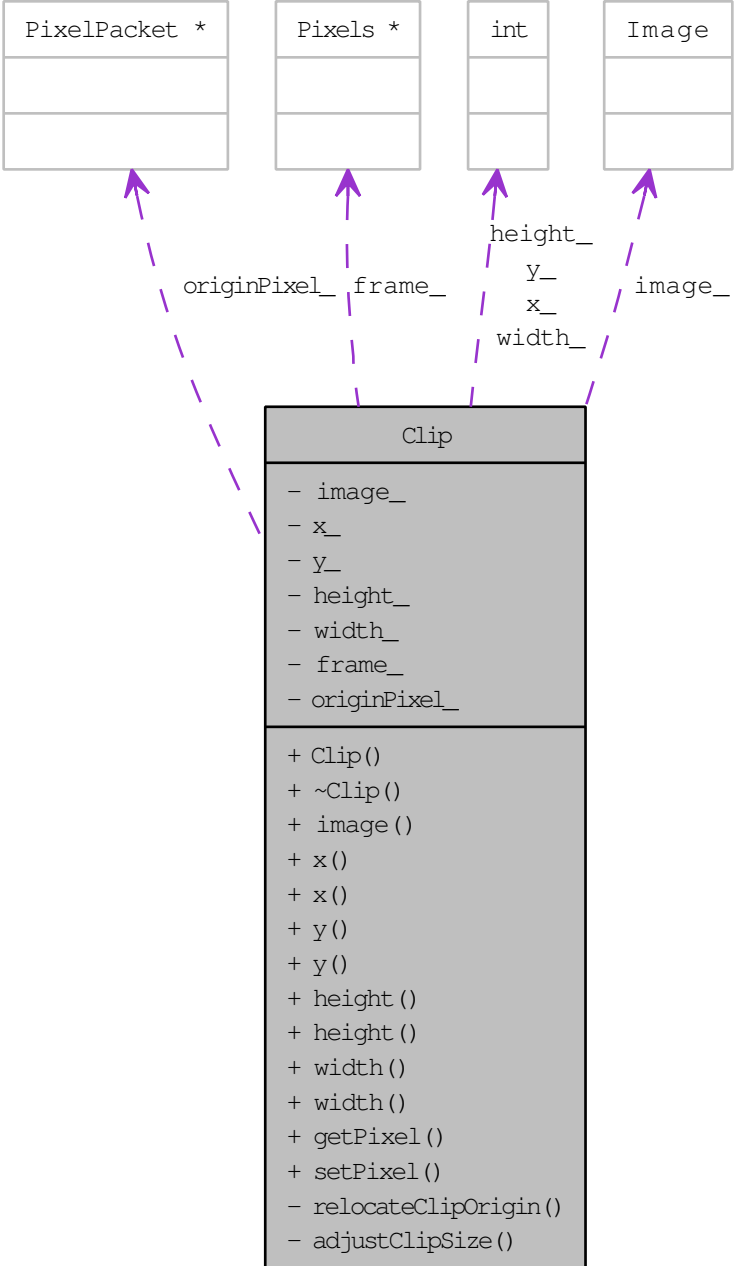 PixelPacket *
Pixels *
int
Image
height_
y_
originPixel_
frame_
image_
x_
width_
Clip
- image_
- x_
- y_
- height_
- width_
- frame_
- originPixel_
+ Clip()
+ ~Clip()
+ image()
+ x()
+ x()
+ y()
+ y()
+ height()
+ height()
+ width()
+ width()
+ getPixel()
+ setPixel()
- relocateClipOrigin()
- adjustClipSize()